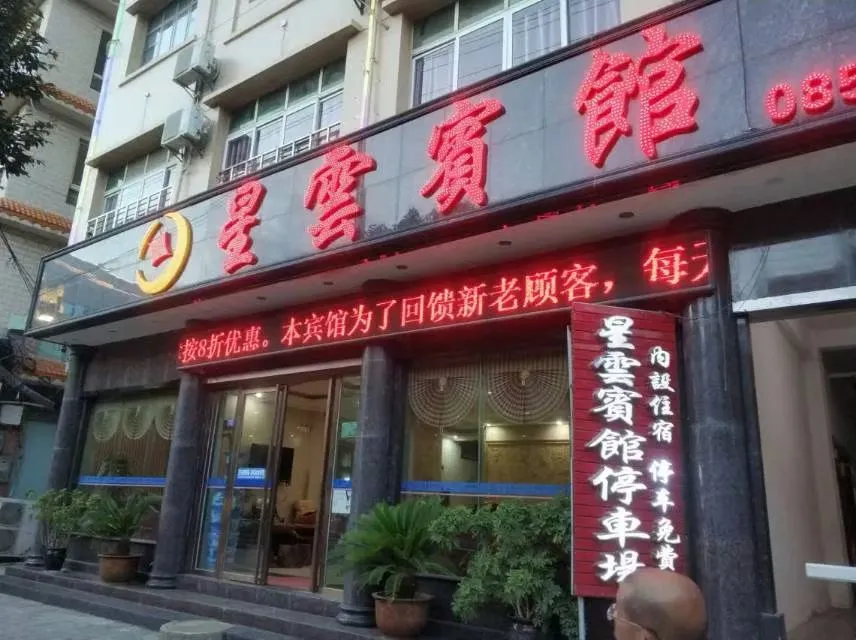 星雲賓館
085
按8折优惠。本宾馆为了回馈新老顾客，每天
星雲賓館停車場
內設住宿 停车免費